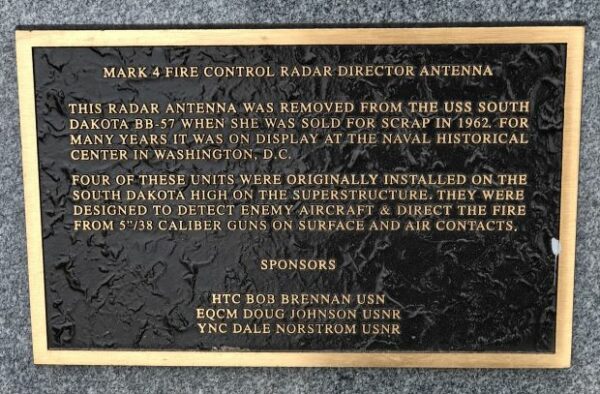 MARK 4 FIRE CONTROL RADAR DIRECTOR ANTENNA
THIS RADAR ANTENNA WAS REMOVED FROM THE USS SOUTH
DAKOTA BB-57 WHEN SHE WAS SOLD FOR SCRAP IN 1962. FOR
MANY YEARS IT WAS ON DISPLAY AT THE NAVAL HISTORICAL
CENTER IN WASHINGTON, D.C.
FOUR OF THESE UNITS WERE ORIGINALLY INSTALLED ON THE
SOUTH DAKOTA HIGH ON THE SUPERSTRUCTURE. THEY WERE
DESIGNED TO DETECT ENEMY AIRCRAFT & DIRECT THE FIRE
FROM 5"/38 CALIBER GUNS ON SURFACE AND AIR CONTACTS.
SPONSORS
HTC BOB BRENNAN USN
EQCM DOUG JOHNSON USNR
YNC DALE NORSTROM USNR